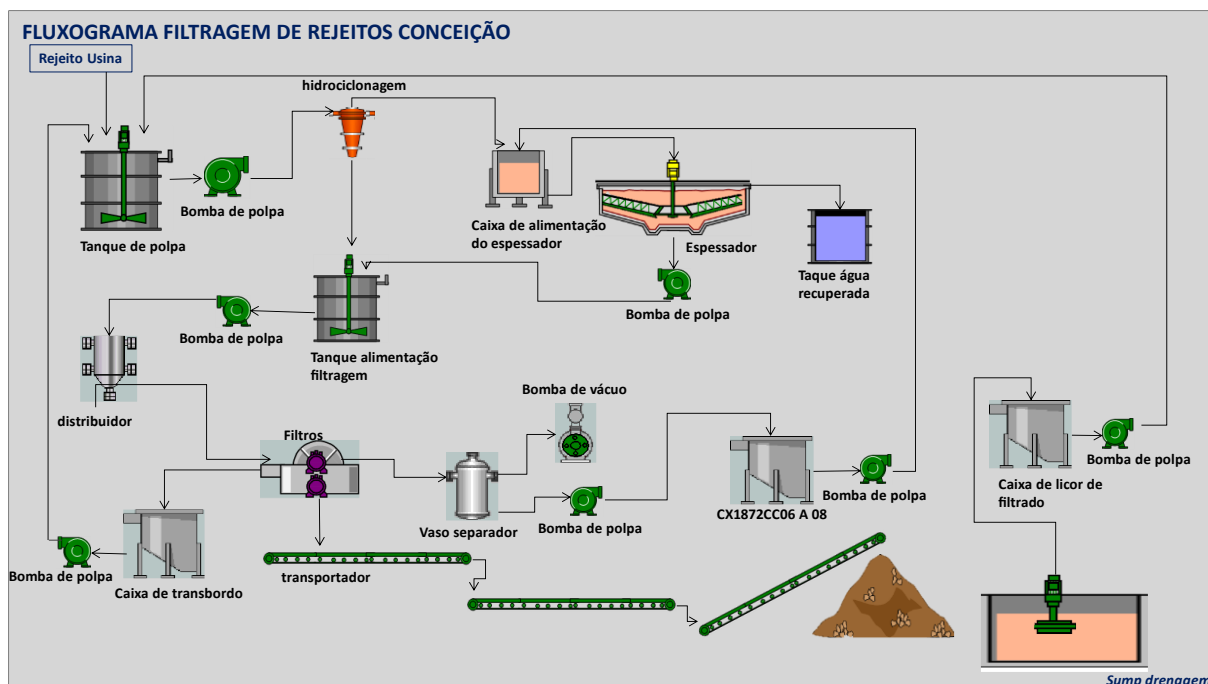 FLUXOGRAMA FILTRAGEM DE REJEITOS CONCEIÇÃO
Rejeito Usina
hidrociclonagem
Bomba de polpa
Tanque de polpa
Caixa de alimentação
do espessador
Espessador
Taque água
recuperada
Bomba de polpa
Bomba de polpa
Tanque alimentação
filtragem
distribuidor
Bomba de vácuo
Filtros
Vaso separador
Bomba de polpa
CX1872CC06 A 08
Bomba de polpa
Caixa de licor de
filtrado
Bomba de polpa
Bomba de polpa
Caixa de transbordo
transportador
Sump drengagem